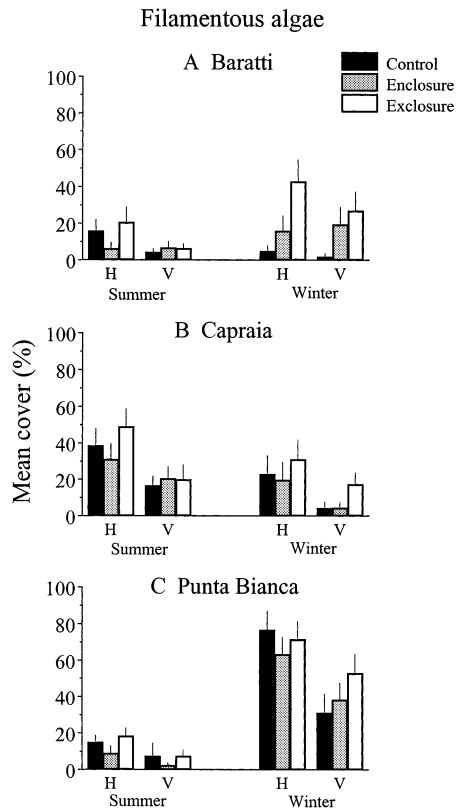 Filamentous algae
A Baratti
Control
Enclosure
Exclosure
100
80
60
40
20
0
H V H V
Summer Winter
B Capraia
Mean cover (%)
100
80
60
40
20
0
H V H V
Summer Winter
C Punta Bianca
100
80
60
40
20
0
H V H V
Summer Winter